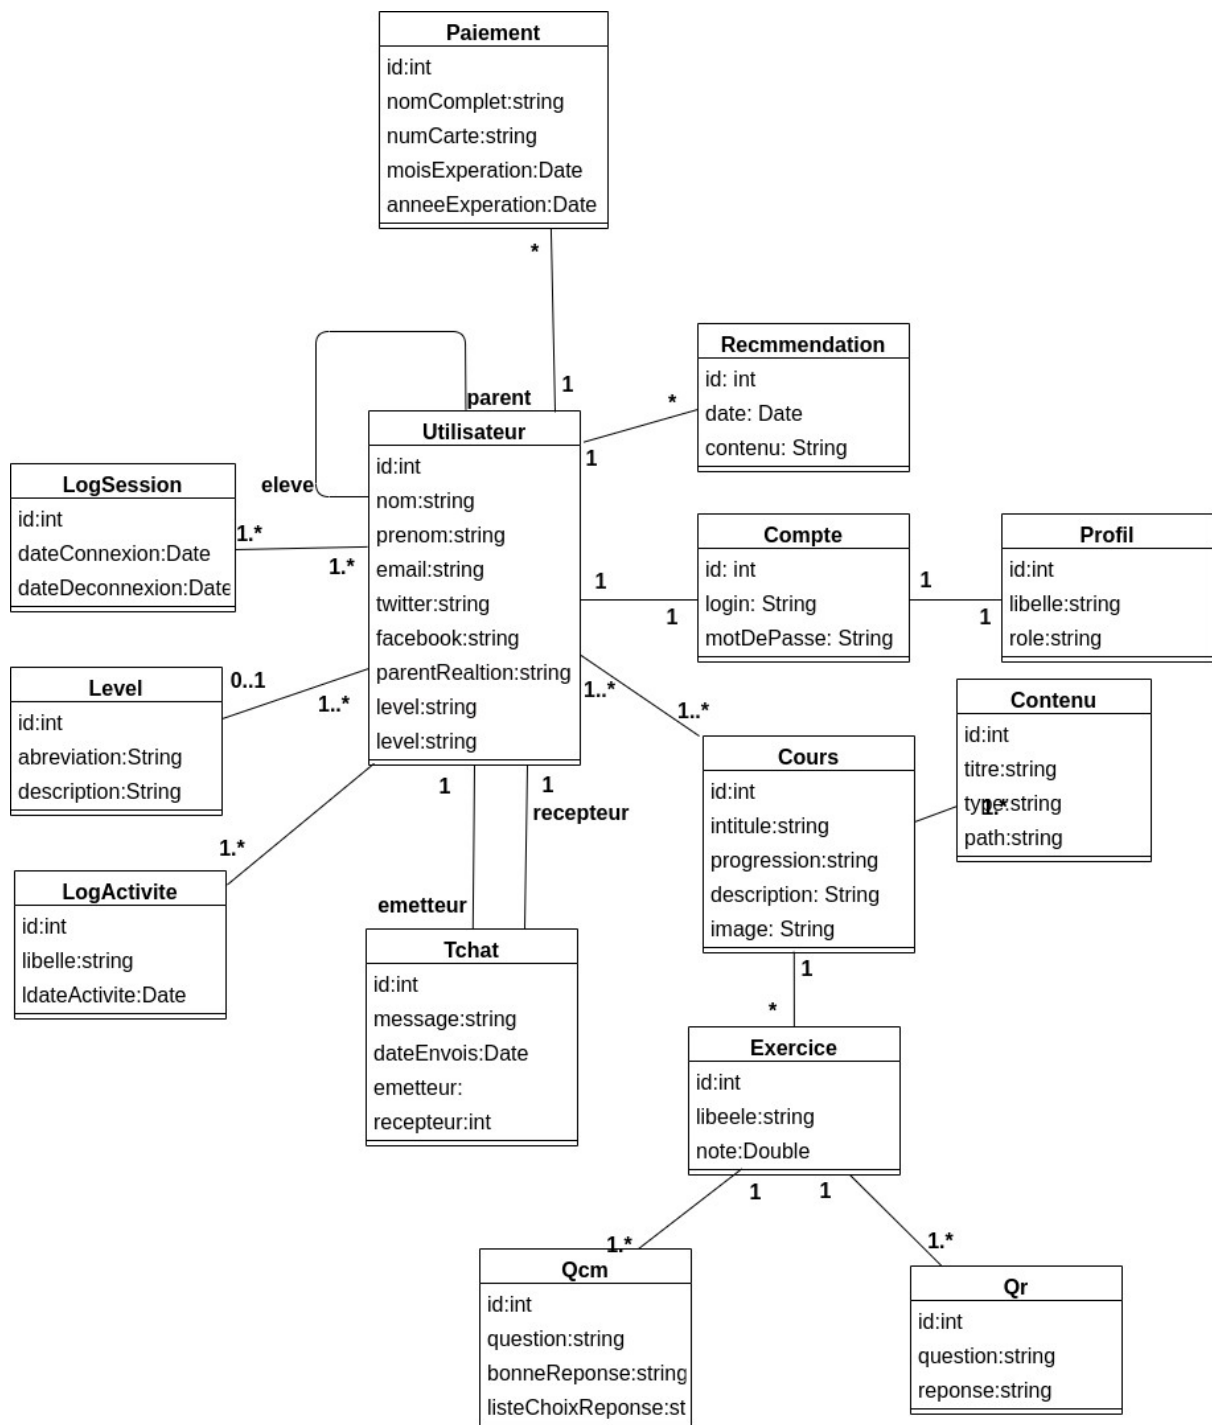 Paiement
id:int
nomComplet:string
numCarte:string
moisExperation:Date
anneeExperation:Date
*
1
Recmmendation
id: int
date: Date
contenu: String
*
1
parent
eleve
Utilisateur
id:int
nom:string
prenom:string
email:string
twitter:string
facebook:string
parentRealtion:string
level:string
level:string
LogSession
id:int
dateConnexion:Date
dateDeconnexion:Date
1.*
1.*
Compte
id: int
login: String
motDePasse: String
1
1
Profil
id:int
libelle:string
role:string
1
1
Level
id:int
abreviation:String
description:String
0..1
1..*
1..*
1..*
Contenu
id:int
titre:string
type:string
path:string
1.*
Cours
id:int
intitule:string
progression:string
description: String
image: String
1
1
recepteur
emetteur
1.*
LogActivite
id:int
libelle:string
ldateActivite:Date
Tchat
id:int
message:string
dateEnvois:Date
emetteur:
recepteur:int
1
*
Exercice
id:int
libeele:string
note:Double
1
1
1.*
1.*
Qcm
id:int
question:string
bonneReponse:string
listeChoixReponse:st
Qr
id:int
question:string
reponse:string